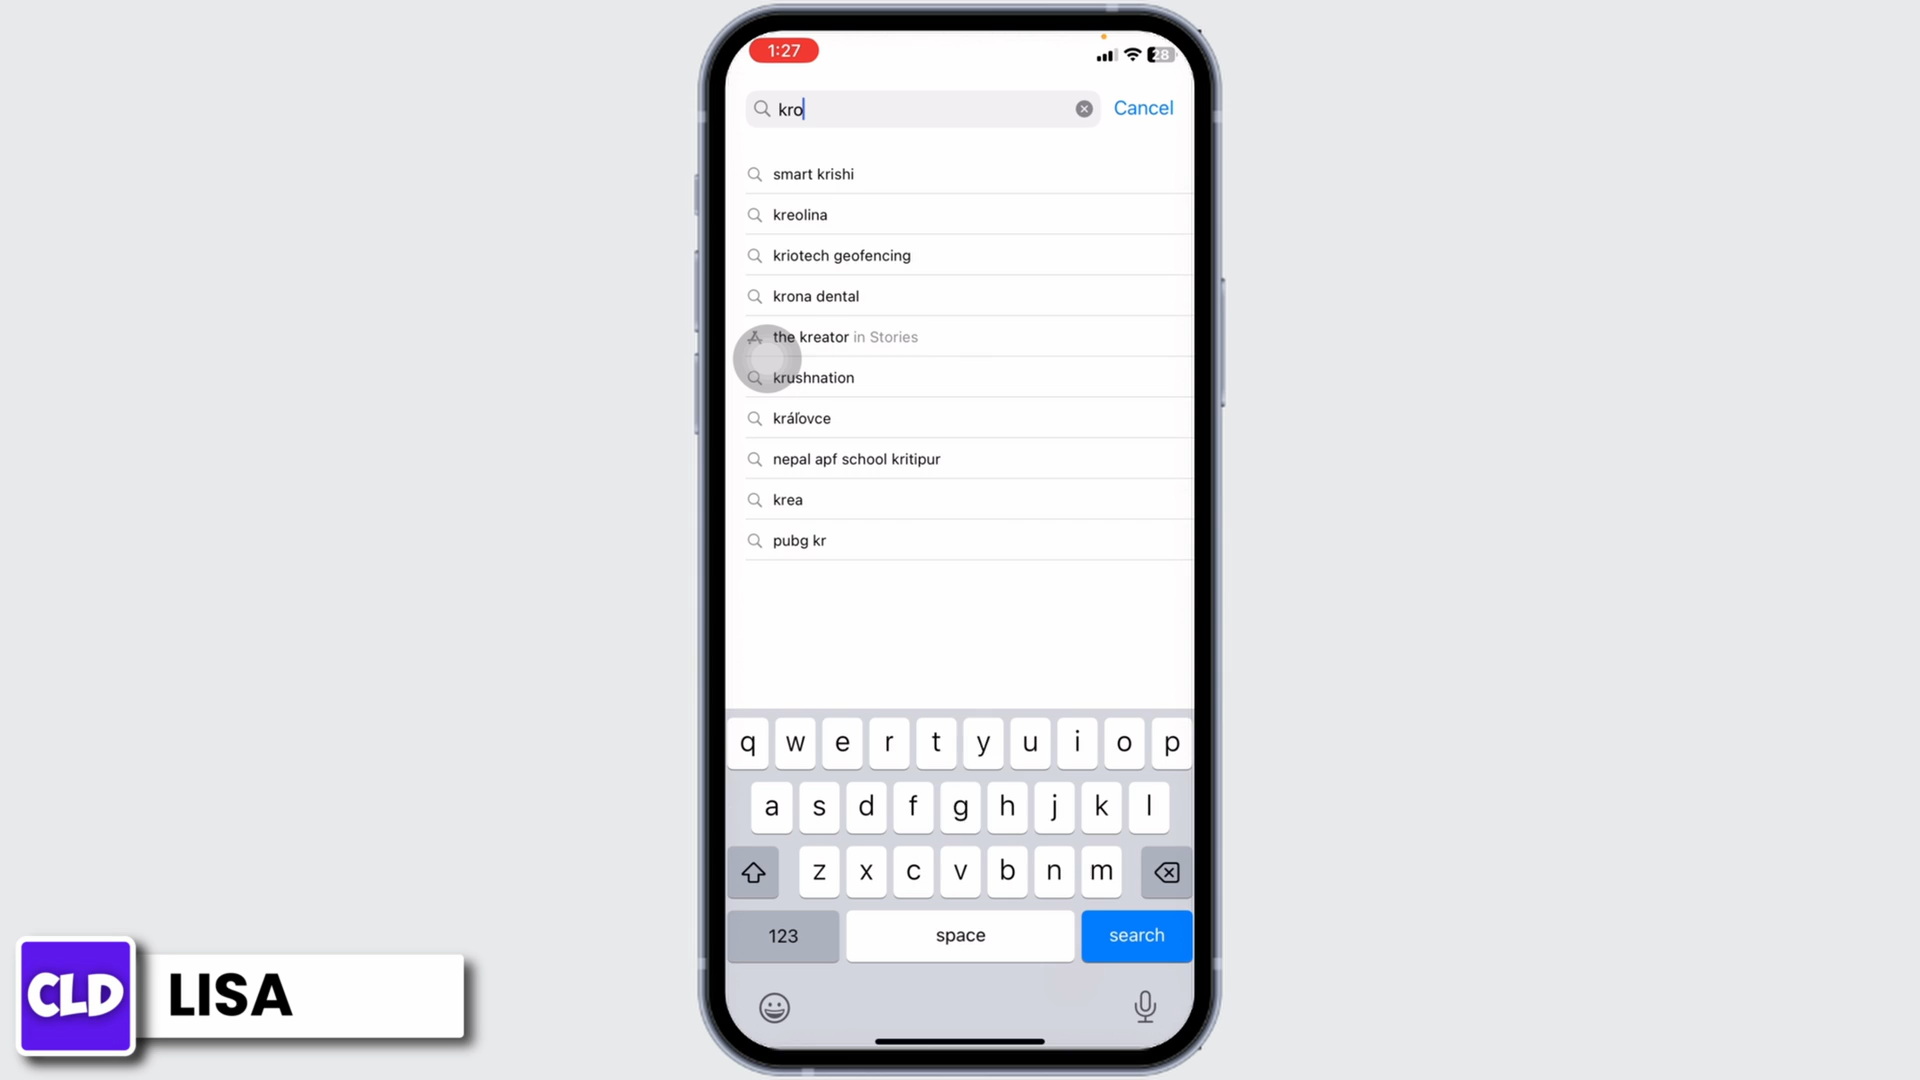 1:27
28
kro
Cancel
smart krishi
kreolina
kriotech geofencing
krona dental
the kreator in Stories
krushnation
kráľovce
nepal apf school kritipur
krea
pubg kr
q w e r t y u i o p
a s d f g h j k l
z x c v b n m
123 space search
CLD LISA